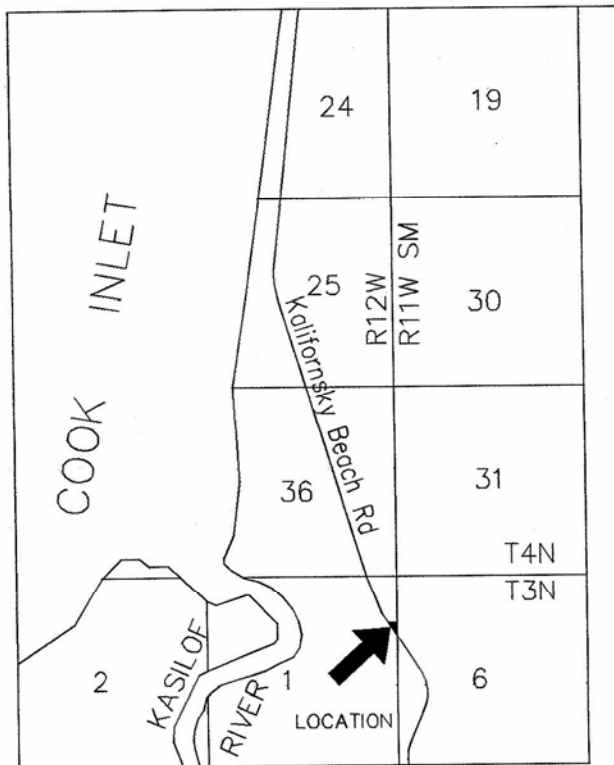 24
19
COOK INLET
25
R12W
R11W SM
30
Kalifornsky Beach Rd
36
31
T4N
T3N
2
KASILOF RIVER
1
6
LOCATION